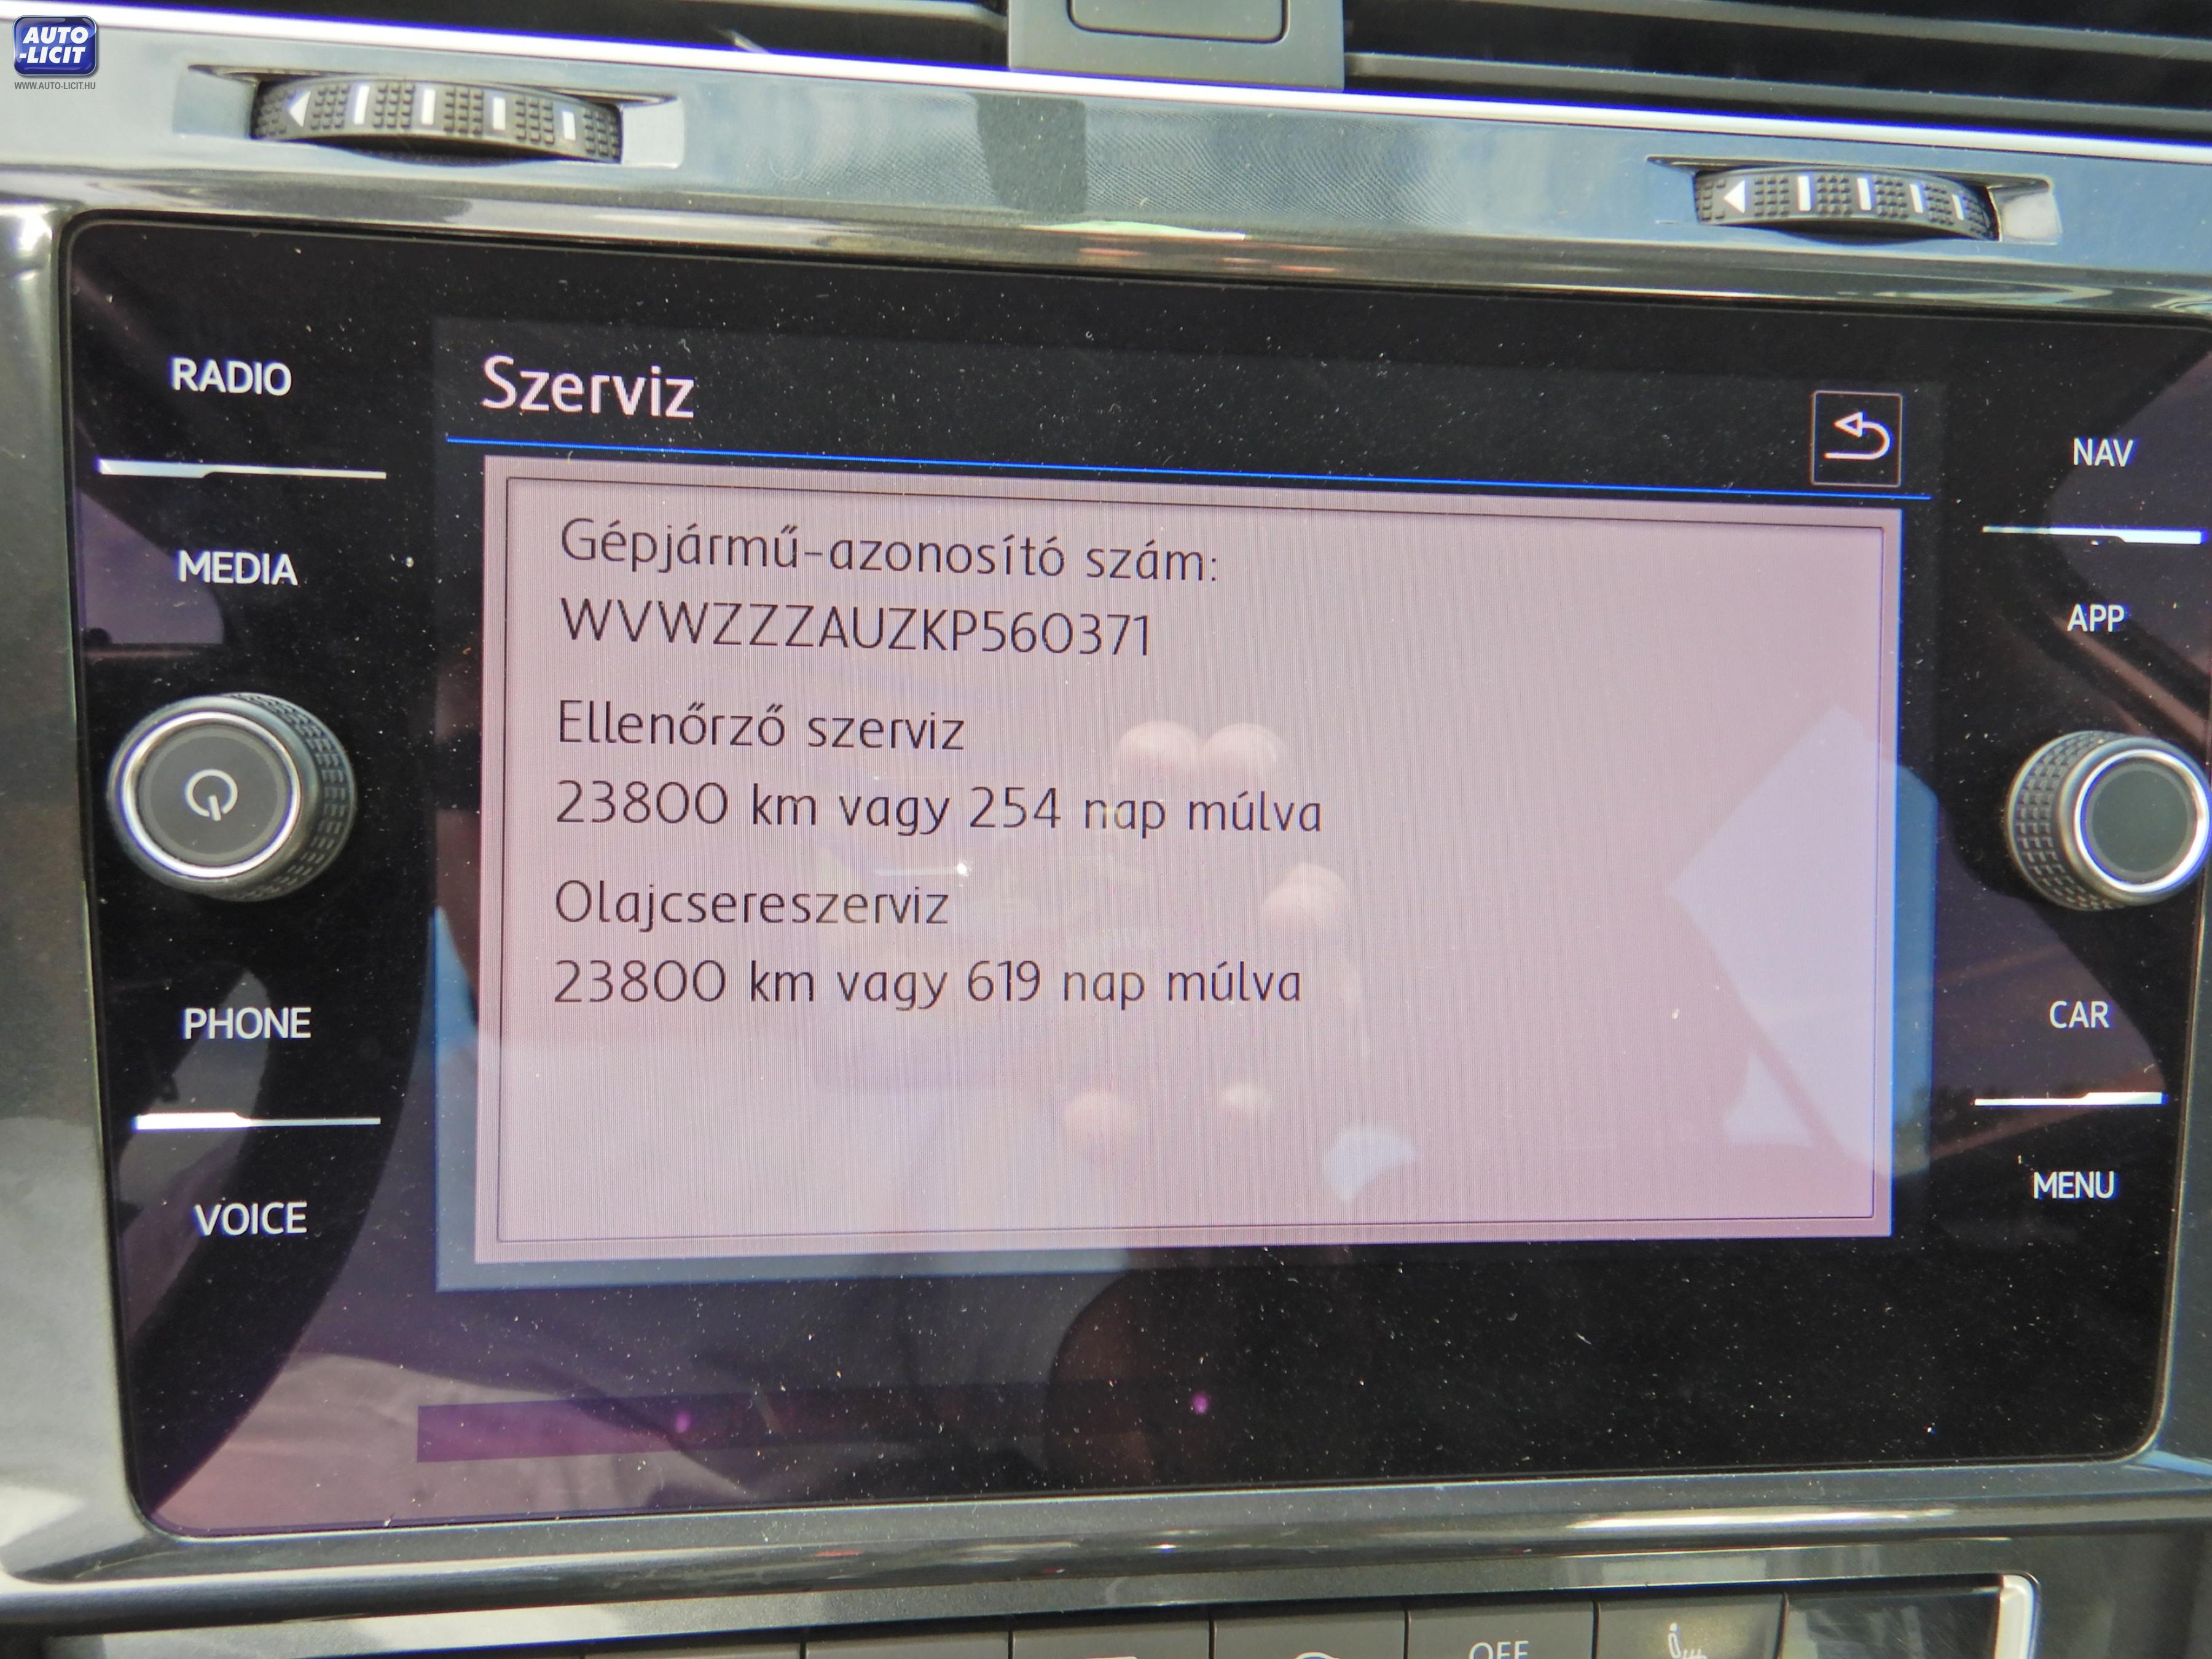 AUTO
-LICIT
WWW.AUTO-LICIT.HU
RADIO
MEDIA
PHONE
VOICE
Szerviz
Gépjármű-azonosító szám:
WVWZZZAUZKP560371
Ellenőrző szerviz
23800 km vagy 254 nap múlva
Olajcsereszerviz
23800 km vagy 619 nap múlva
NAV
APP
CAR
MENU
OFF